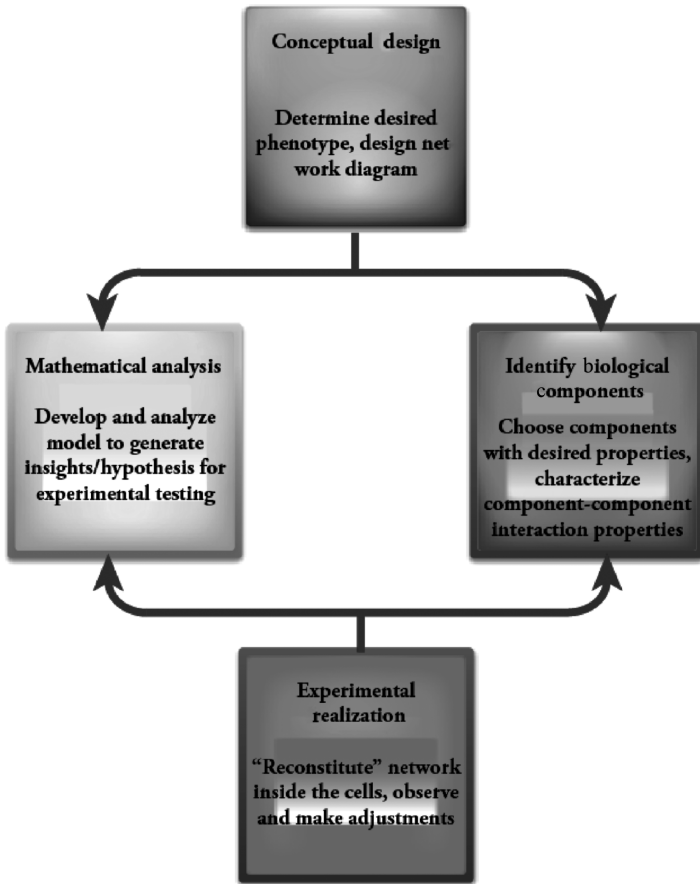 Conceptual design
Determine desired
phenotype, design net
work diagram
Mathematical analysis
Develop and analyze
model to generate
insights/hypothesis for
experimental testing
Identify biological
components
Choose components
with desired properties,
characterize
component-component
interaction properties
Experimental
realization
“Reconstitute” network
inside the cells, observe
and make adjustments